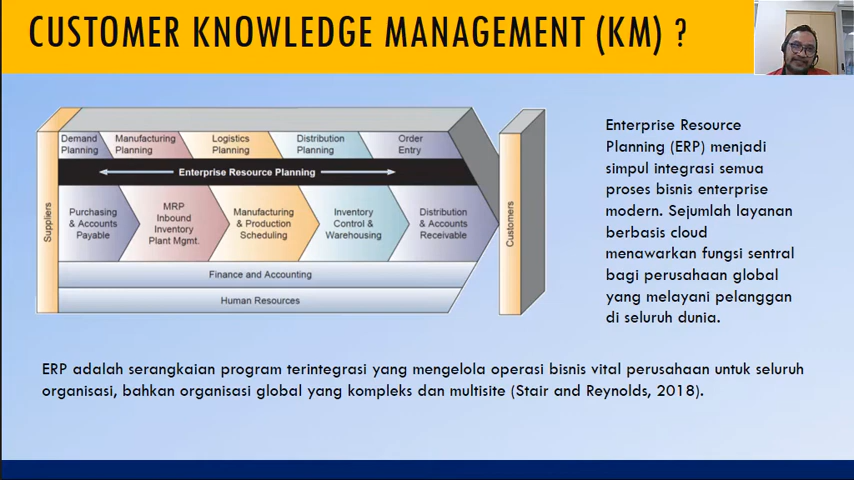 CUSTOMER KNOWLEDGE MANAGEMENT (KM) ?
Demand
Planning
Manufacturing
Planning
Logistics
Planning
Distribution
Planning
Order
Entry
Enterprise Resource Planning
Suppliers
Purchasing
& Accounts
Payable
MRP
Inbound
Inventory
Plant Mgmt.
Manufacturing
& Production
Scheduling
Inventory
Control &
Warehousing
Distribution
& Accounts
Receivable
Customers
Finance and Accounting
Human Resources
Enterprise Resource
Planning (ERP) menjadi
simpul integrasi semua
proses bisnis enterprise
modern. Sejumlah layanan
berbasis cloud
menawarkan fungsi sentral
bagi perusahaan global
yang melayani pelanggan
di seluruh dunia.
ERP adalah serangkaian program terintegrasi yang mengelola operasi bisnis vital perusahaan untuk seluruh
organisasi, bahkan organisasi global yang kompleks dan multisite (Stair and Reynolds, 2018).